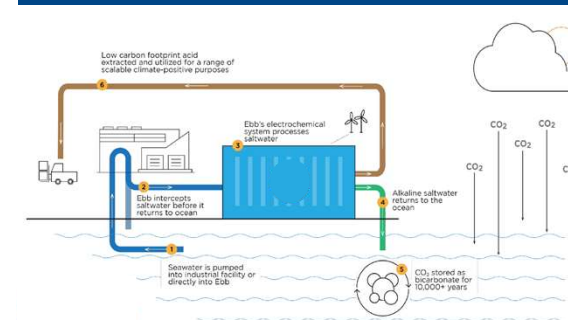 Low carbon footprint acid
extracted and utilized for a range of
scalable climate-positive purposes
6
Ebb's electrochemical
system processes
saltwater
3
2
Ebb intercepts
saltwater before it
returns to ocean
4
Alkaline saltwater
returns to the
ocean
1
Seawater is pumped
into industrial facility or
directly into Ebb
5
CO₂ stored as
bicarbonate for
10,000+ years
CO₂
CO₂
CO₂
CO₂